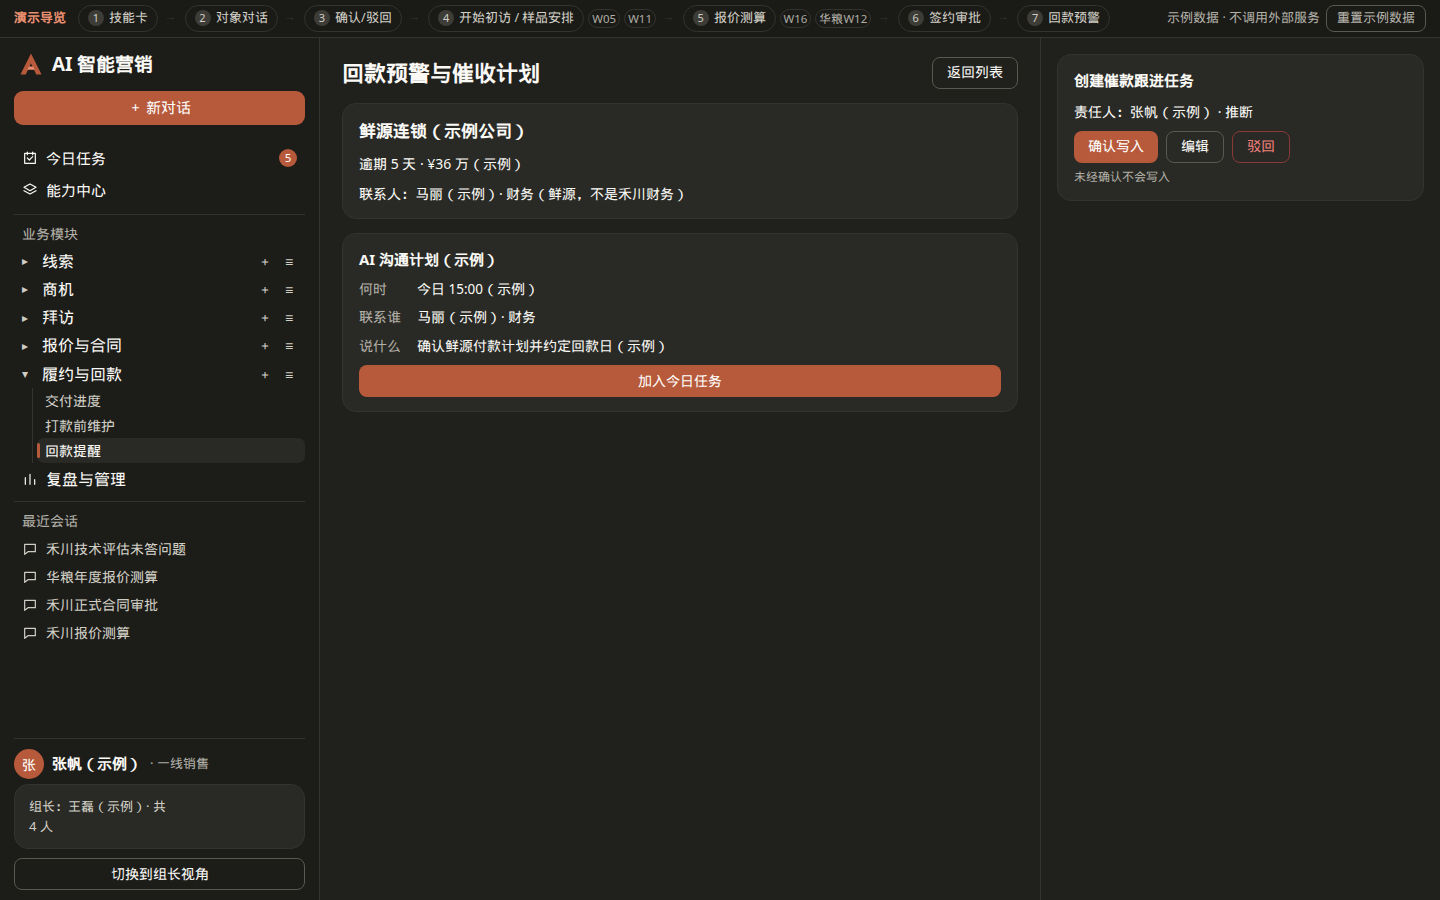 演示导览 1 技能卡 → 2 对象对话 → 3 确认/驳回 → 4 开始初访 / 样品安排 W05 W11 → 5 报价测算 W16 华粮W12 → 6 签约审批 → 7 回款预警 示例数据 · 不调用外部服务 重置示例数据
AI 智能营销
+ 新对话
今日任务 5
能力中心
业务模块
▸ 线索 + ≡
▸ 商机 + ≡
▸ 拜访 + ≡
▸ 报价与合同 + ≡
▾ 履约与回款 + ≡
交付进度
打款前维护
回款提醒
复盘与管理
最近会话
禾川技术评估未答问题
华粮年度报价测算
禾川正式合同审批
禾川报价测算
张 张帆（示例） · 一线销售
组长：王磊（示例）· 共
4 人
切换到组长视角
回款预警与催收计划 返回列表
鲜源连锁（示例公司）
逾期 5 天 · ¥36 万（示例）
联系人：马丽（示例）· 财务（鲜源，不是禾川财务）
AI 沟通计划（示例）
何时 今日 15:00（示例）
联系谁 马丽（示例）· 财务
说什么 确认鲜源付款计划并约定回款日（示例）
加入今日任务
创建催款跟进任务
责任人：张帆（示例）· 推断
确认写入 编辑 驳回
未经确认不会写入